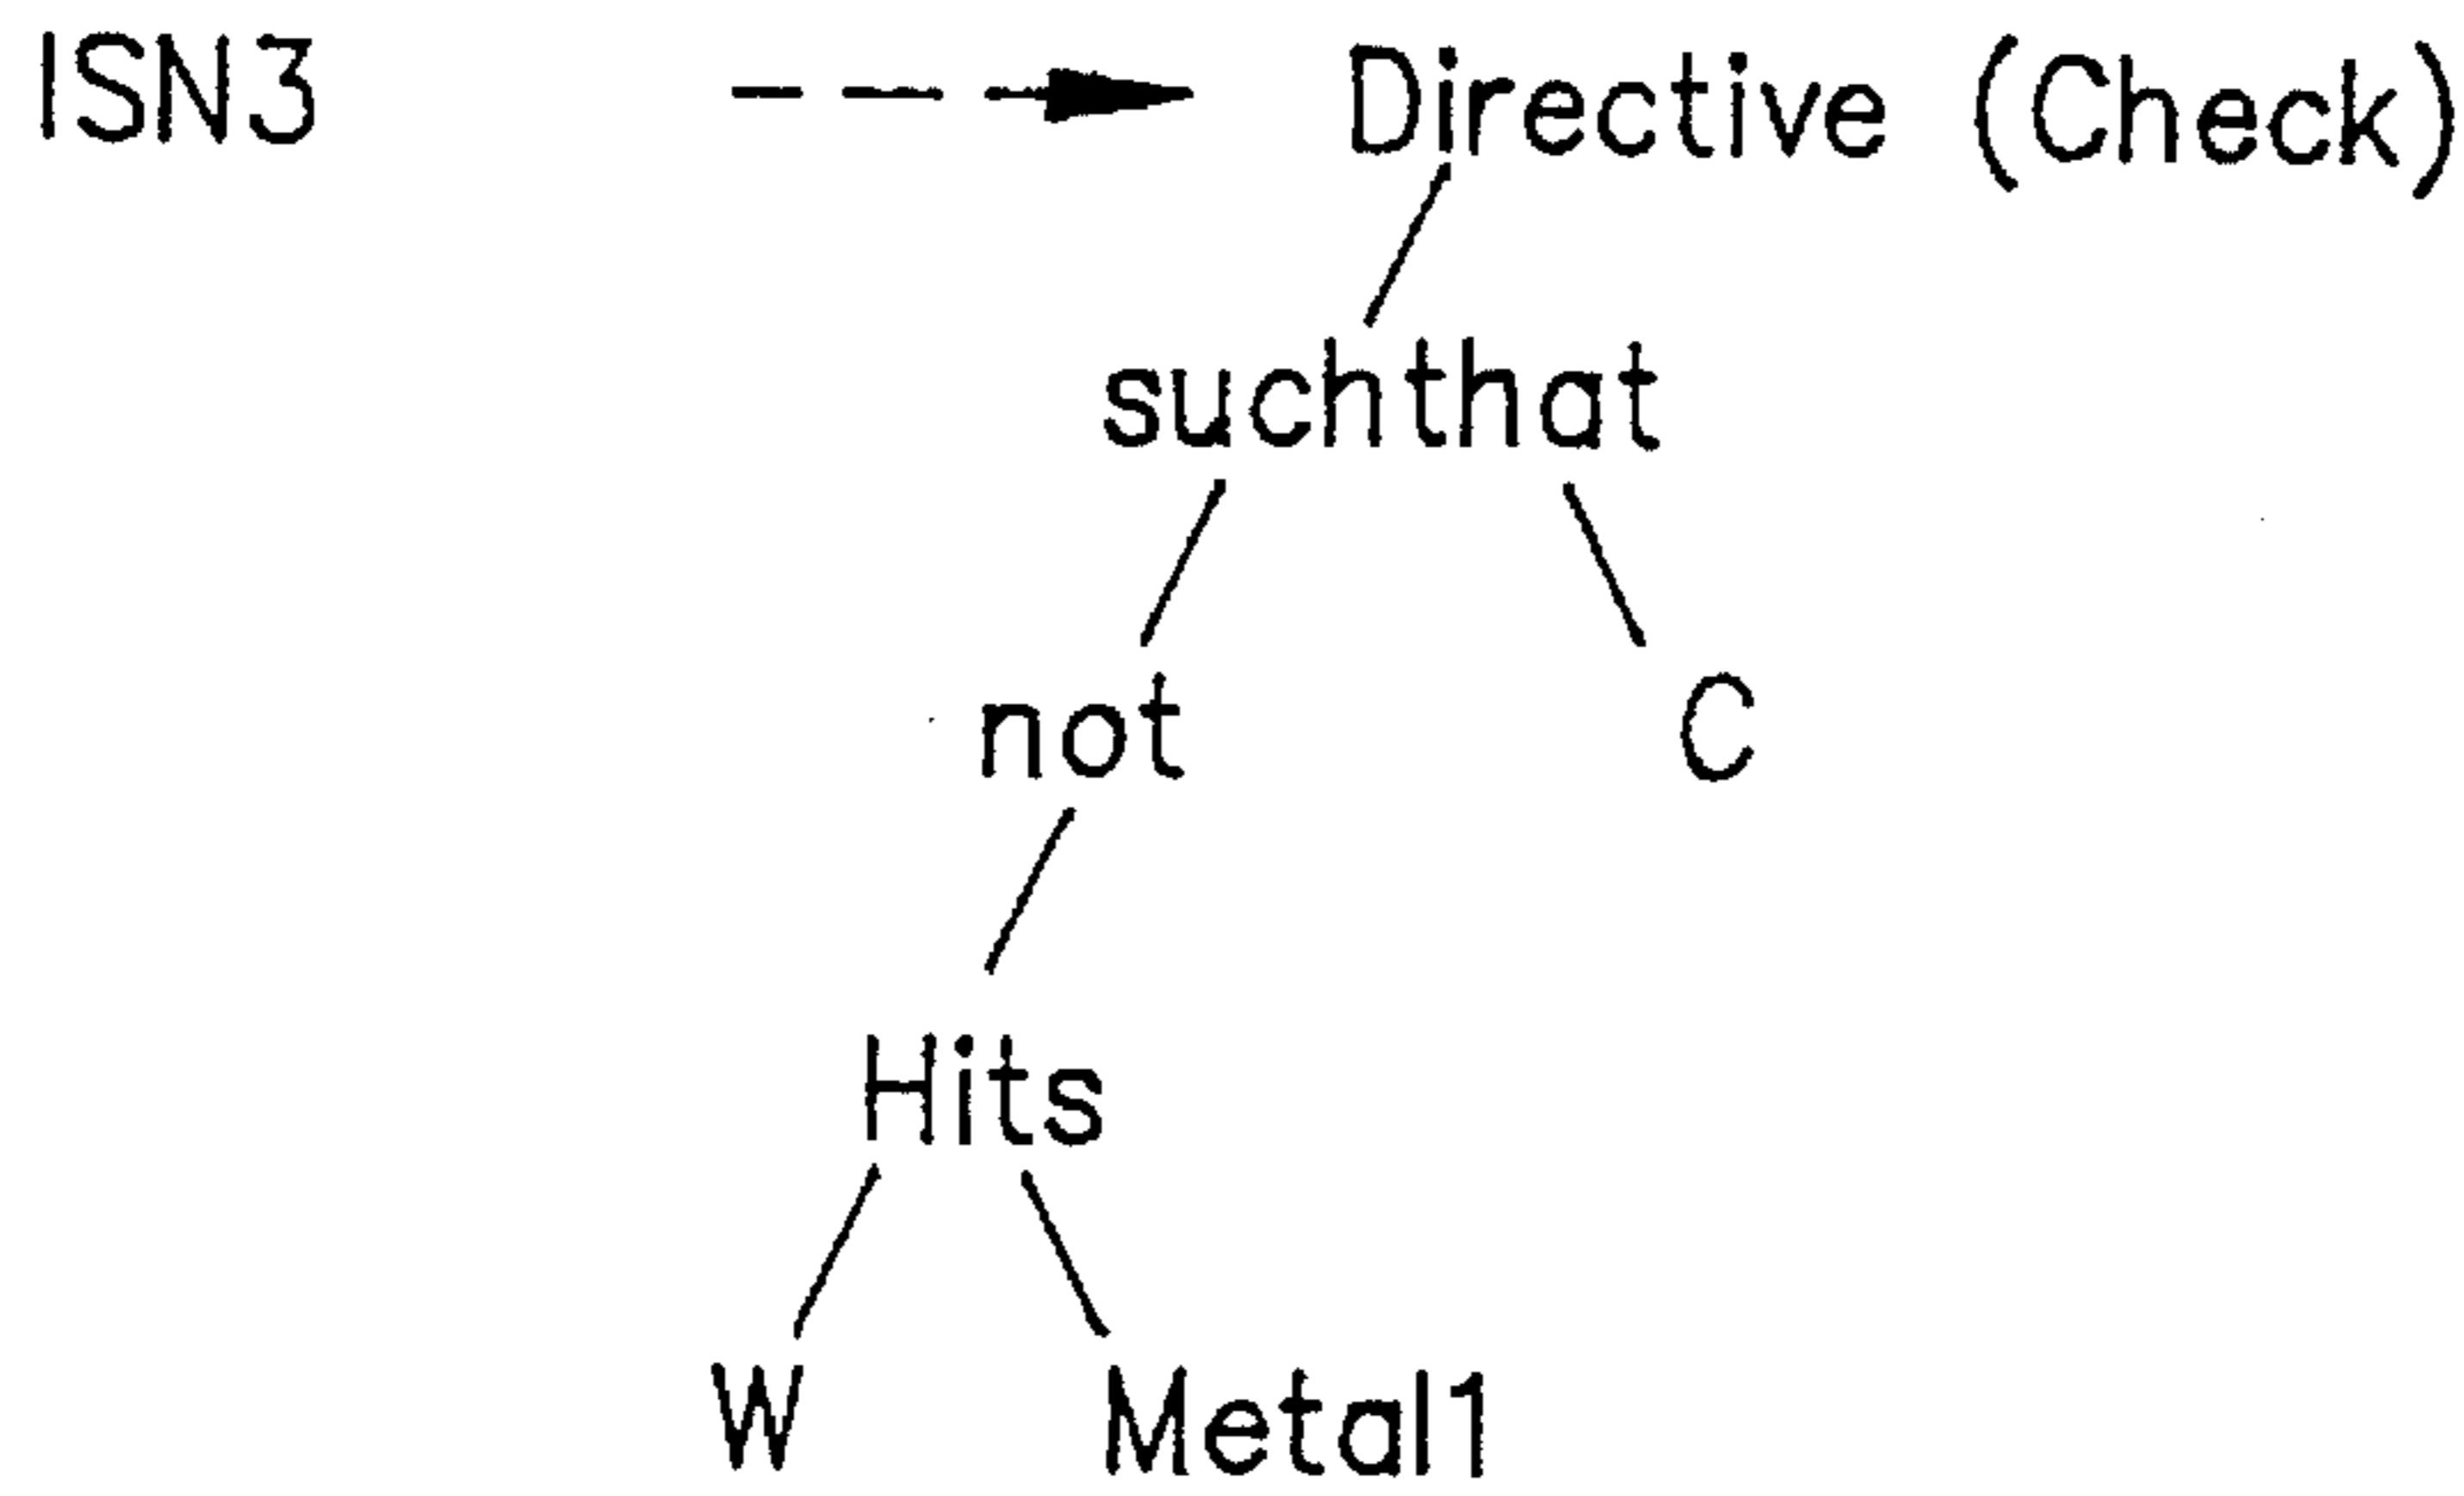 ISN3 Directive (Check)
suchthat
not C
Hits
W Metal1